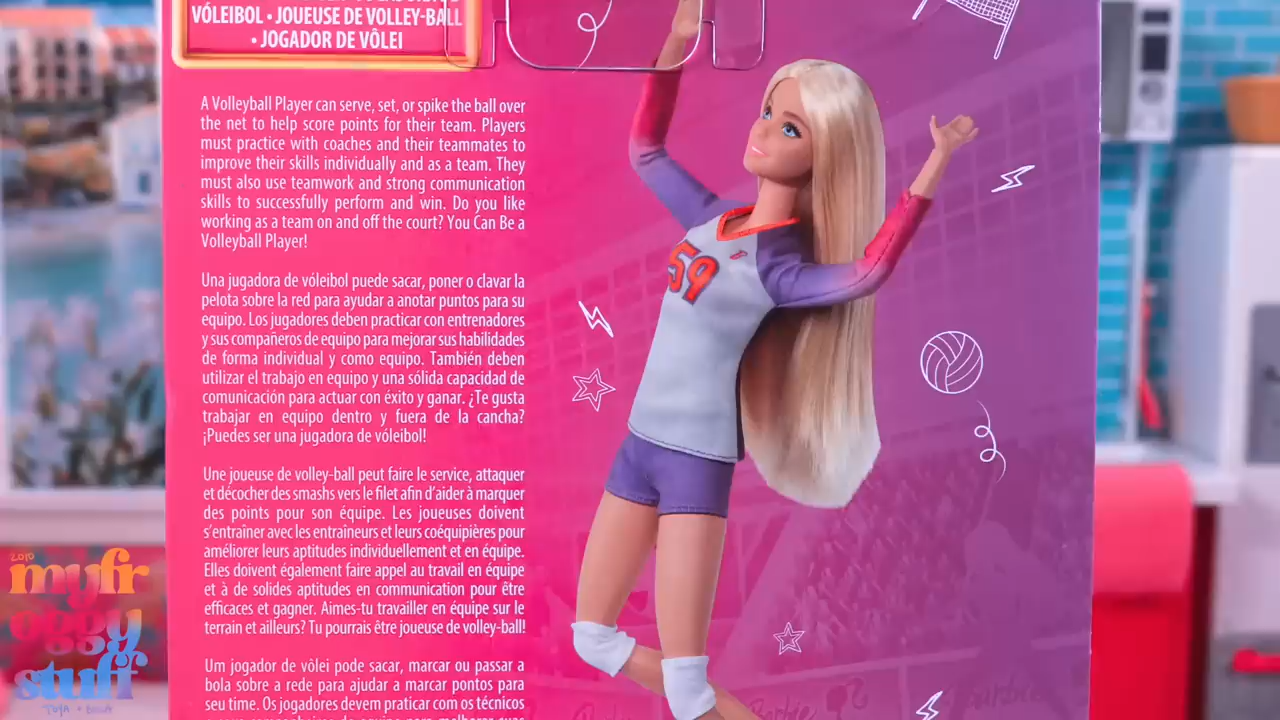 VÓLEIBOL • JOUEUSE DE VOLLEY-BALL
• JOGADOR DE VÔLEI
A Volleyball Player can serve, set, or spike the ball over
the net to help score points for their team. Players
must practice with coaches and their teammates to
improve their skills individually and as a team. They
must also use teamwork and strong communication
skills to successfully perform and win. Do you like
working as a team on and off the court? You Can Be a
Volleyball Player!
Una jugadora de vóleibol puede sacar, poner o clavar la
pelota sobre la red para ayudar a anotar puntos para su
equipo. Los jugadores deben practicar con entrenadores
y sus compañeros de equipo para mejorar sus habilidades
de forma individual y como equipo. También deben
utilizar el trabajo en equipo y una sólida capacidad de
comunicación para actuar con éxito y ganar. ¿Te gusta
trabajar en equipo dentro y fuera de la cancha?
¡Puedes ser una jugadora de vóleibol!
Une joueuse de volley-ball peut faire le service, attaquer
et décocher des smashs vers le filet afin d'aider à marquer
des points pour son équipe. Les joueuses doivent
s'entraîner avec les entraîneurs et leurs coéquipières pour
améliorer leurs aptitudes individuellement et en équipe.
Elles doivent également faire appel au travail en équipe
et à de solides aptitudes en communication pour être
efficaces et gagner. Aimes-tu travailler en équipe sur le
terrain et ailleurs? Tu pourrais être joueuse de volley-ball!
Um jogador de vôlei pode sacar, marcar ou passar a
bola sobre a rede para ajudar a marcar pontos para
seu time. Os jogadores devem praticar com os técnicos
59
Barbie
Barbie
2010
myfr
oggy
stuff